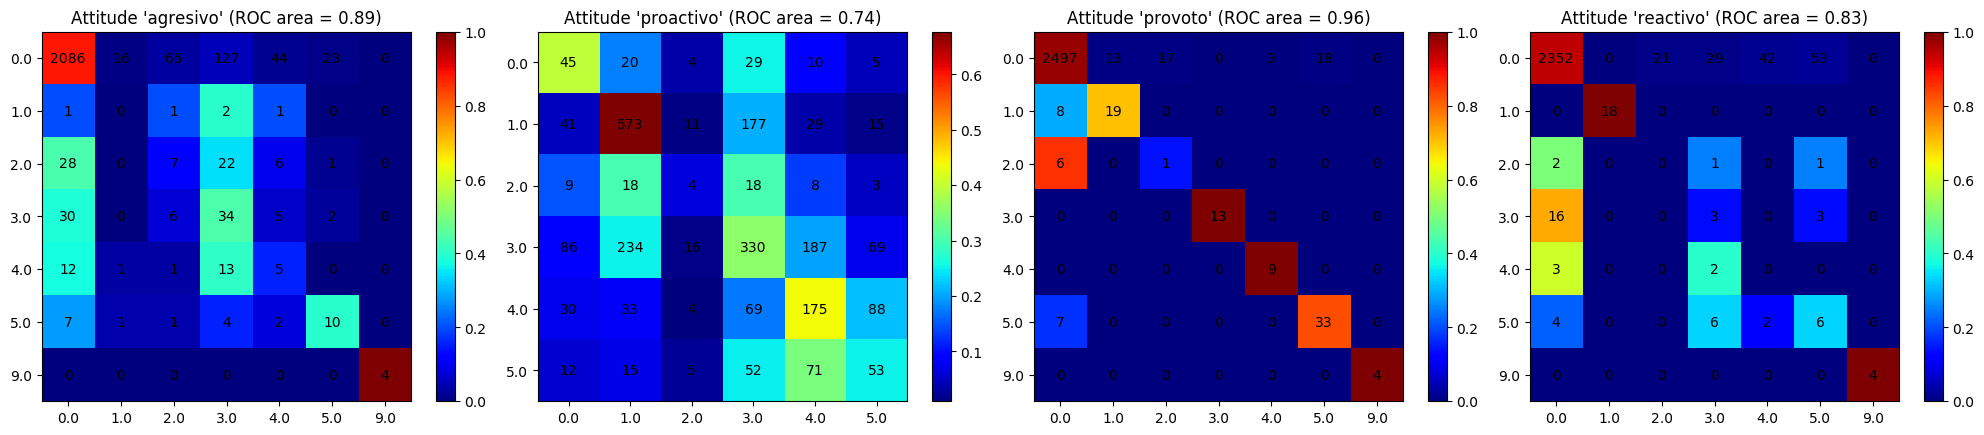 Attitude 'agresivo' (ROC area = 0.89)
0.0 2086 16 65 127 44 23 0
1.0 1 0 1 2 1 0 0
2.0 28 0 7 22 6 1 0
3.0 30 0 6 34 5 2 0
4.0 12 1 1 13 5 0 0
5.0 7 1 1 4 2 10 0
9.0 0 0 0 0 0 0 4
0.0 1.0 2.0 3.0 4.0 5.0 9.0
1.0
0.8
0.6
0.4
0.2
0.0
Attitude 'proactivo' (ROC area = 0.74)
0.0 45 20 4 29 10 5
1.0 41 573 11 177 29 15
2.0 9 18 4 18 8 3
3.0 86 234 16 330 187 69
4.0 30 33 4 69 175 88
5.0 12 15 5 52 71 53
0.0 1.0 2.0 3.0 4.0 5.0
0.6
0.5
0.4
0.3
0.2
0.1
Attitude 'provoto' (ROC area = 0.96)
0.0 2497 13 17 0 3 18 0
1.0 8 19 0 0 0 0 0
2.0 6 0 1 0 0 0 0
3.0 0 0 0 13 0 0 0
4.0 0 0 0 0 9 0 0
5.0 7 0 0 0 0 33 0
9.0 0 0 0 0 0 0 4
0.0 1.0 2.0 3.0 4.0 5.0 9.0
1.0
0.8
0.6
0.4
0.2
0.0
Attitude 'reactivo' (ROC area = 0.83)
0.0 2352 0 21 29 42 53 0
1.0 0 18 0 0 0 0 0
2.0 2 0 0 1 0 1 0
3.0 16 0 0 3 0 3 0
4.0 3 0 0 2 0 0 0
5.0 4 0 0 6 2 6 0
9.0 0 0 0 0 0 0 4
0.0 1.0 2.0 3.0 4.0 5.0 9.0
1.0
0.8
0.6
0.4
0.2
0.0